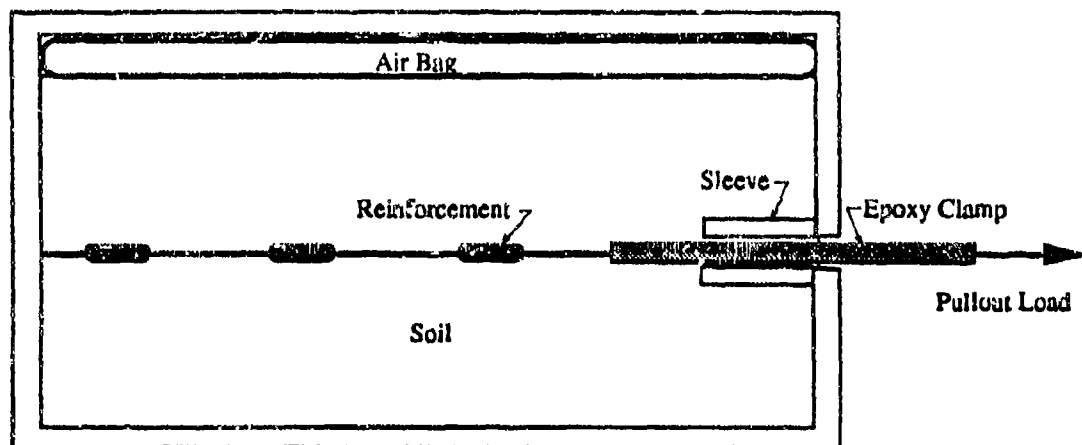 Air Bag
Sleeve
Reinforcement
Epoxy Clamp
Pullout Load
Soil